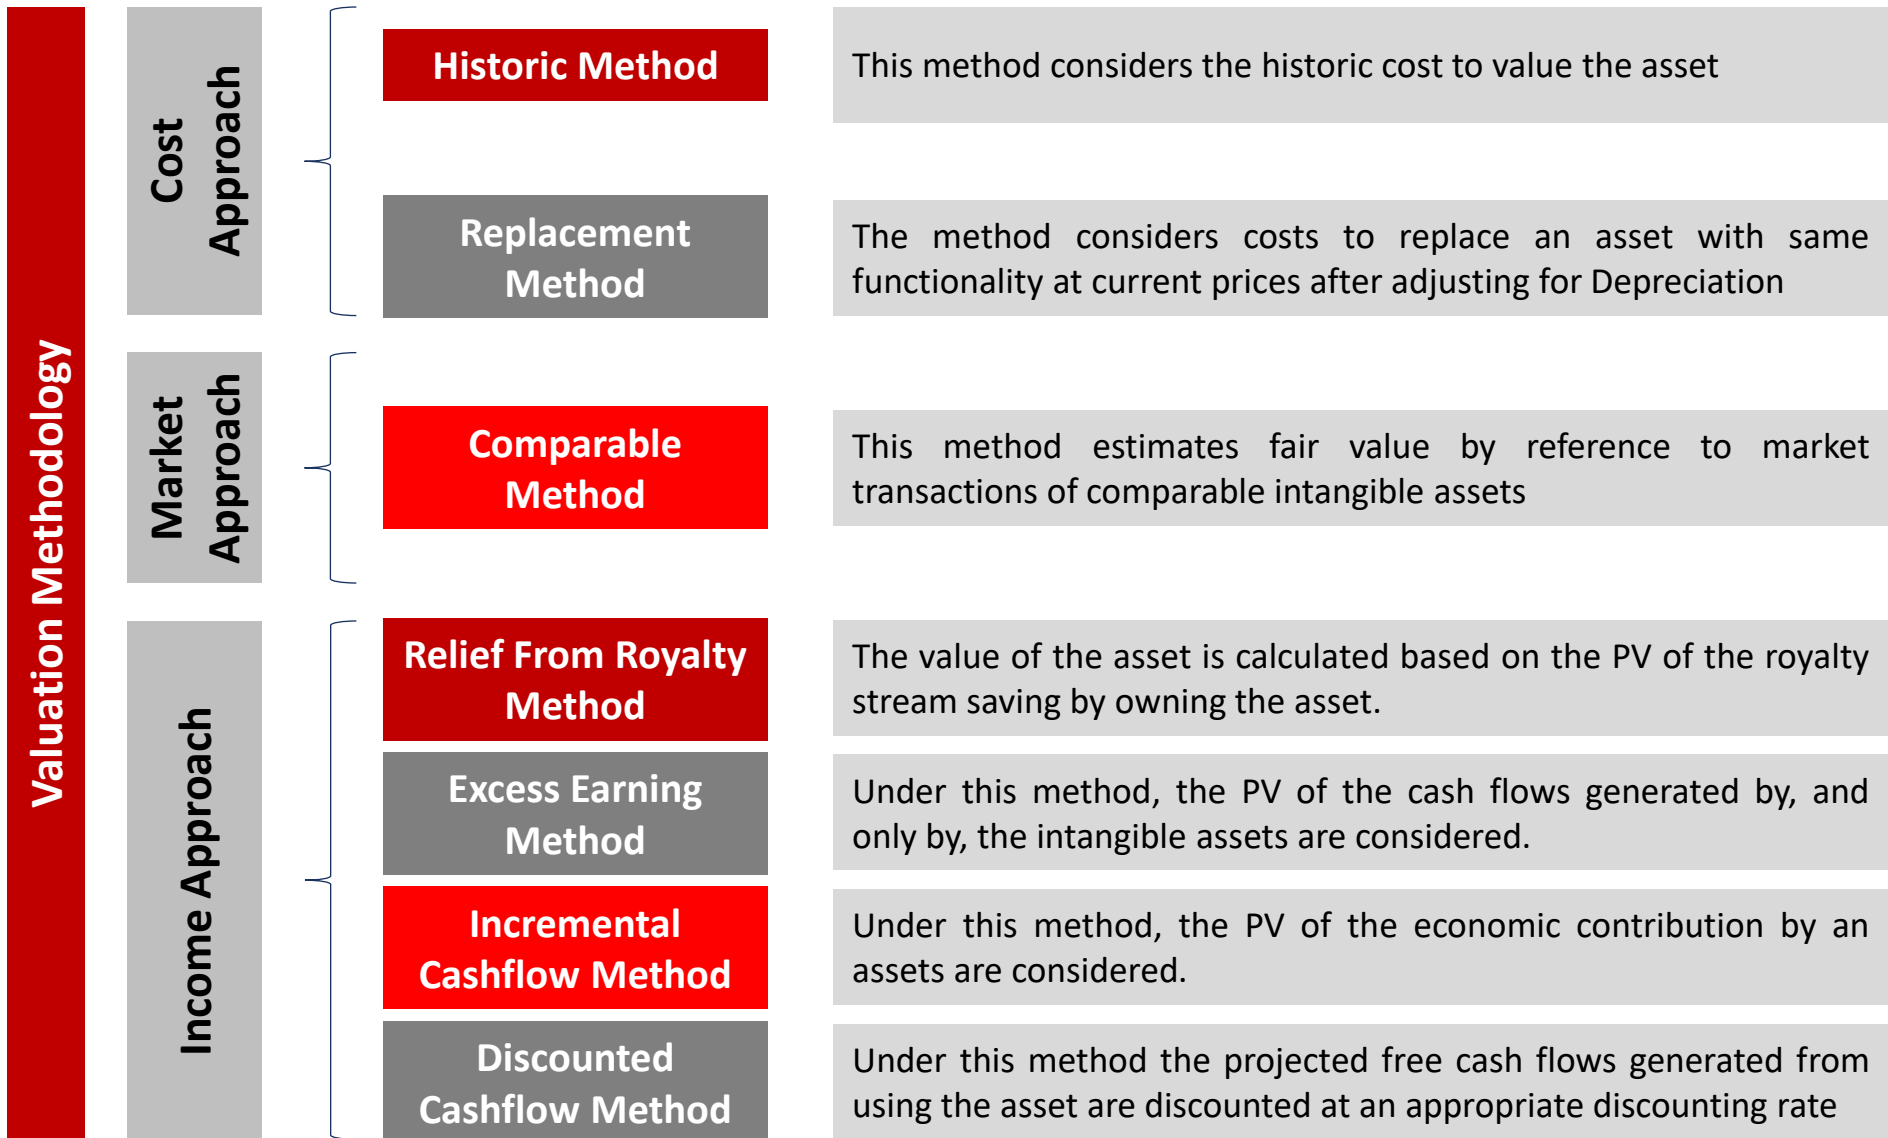 Valuation Methodology
Cost
Approach
Historic Method
This method considers the historic cost to value the asset
Replacement
Method
The method considers costs to replace an asset with same
functionality at current prices after adjusting for Depreciation
Market
Approach
Comparable
Method
This method estimates fair value by reference to market
transactions of comparable intangible assets
Income Approach
Relief From Royalty
Method
The value of the asset is calculated based on the PV of the royalty
stream saving by owning the asset.
Excess Earning
Method
Under this method, the PV of the cash flows generated by, and
only by, the intangible assets are considered.
Incremental
Cashflow Method
Under this method, the PV of the economic contribution by an
assets are considered.
Discounted
Cashflow Method
Under this method the projected free cash flows generated from
using the asset are discounted at an appropriate discounting rate